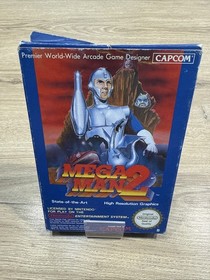 Premier World-Wide Arcade Game Designer
CAPCOM
MEGA
MAN 2
State of the Art
High Resolution Graphics
LICENSED BY NINTENDO
FOR PLAY ON THE
ENTERTAINMENT SYSTEM